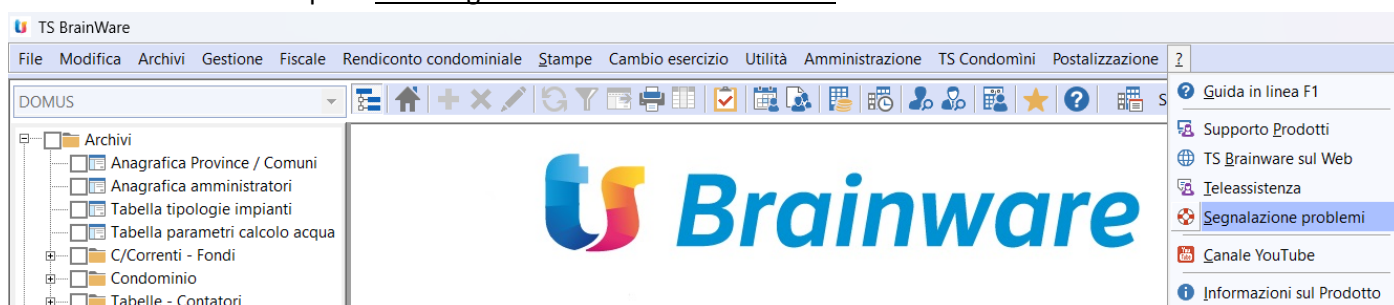 TS BrainWare
File Modifica Archivi Gestione Fiscale Rendiconto condominiale Stampe Cambio esercizio Utilità Amministrazione TS Condomìni Postalizzazione ?
DOMUS
Archivi
Anagrafica Province / Comuni
Anagrafica amministratori
Tabella tipologie impianti
Tabella parametri calcolo acqua
C/Correnti - Fondi
Condominio
Tabelle - Contatori
ts Brainware
Guida in linea F1
Supporto Prodotti
TS Brainware sul Web
Teleassistenza
Segnalazione problemi
Canale YouTube
Informazioni sul Prodotto